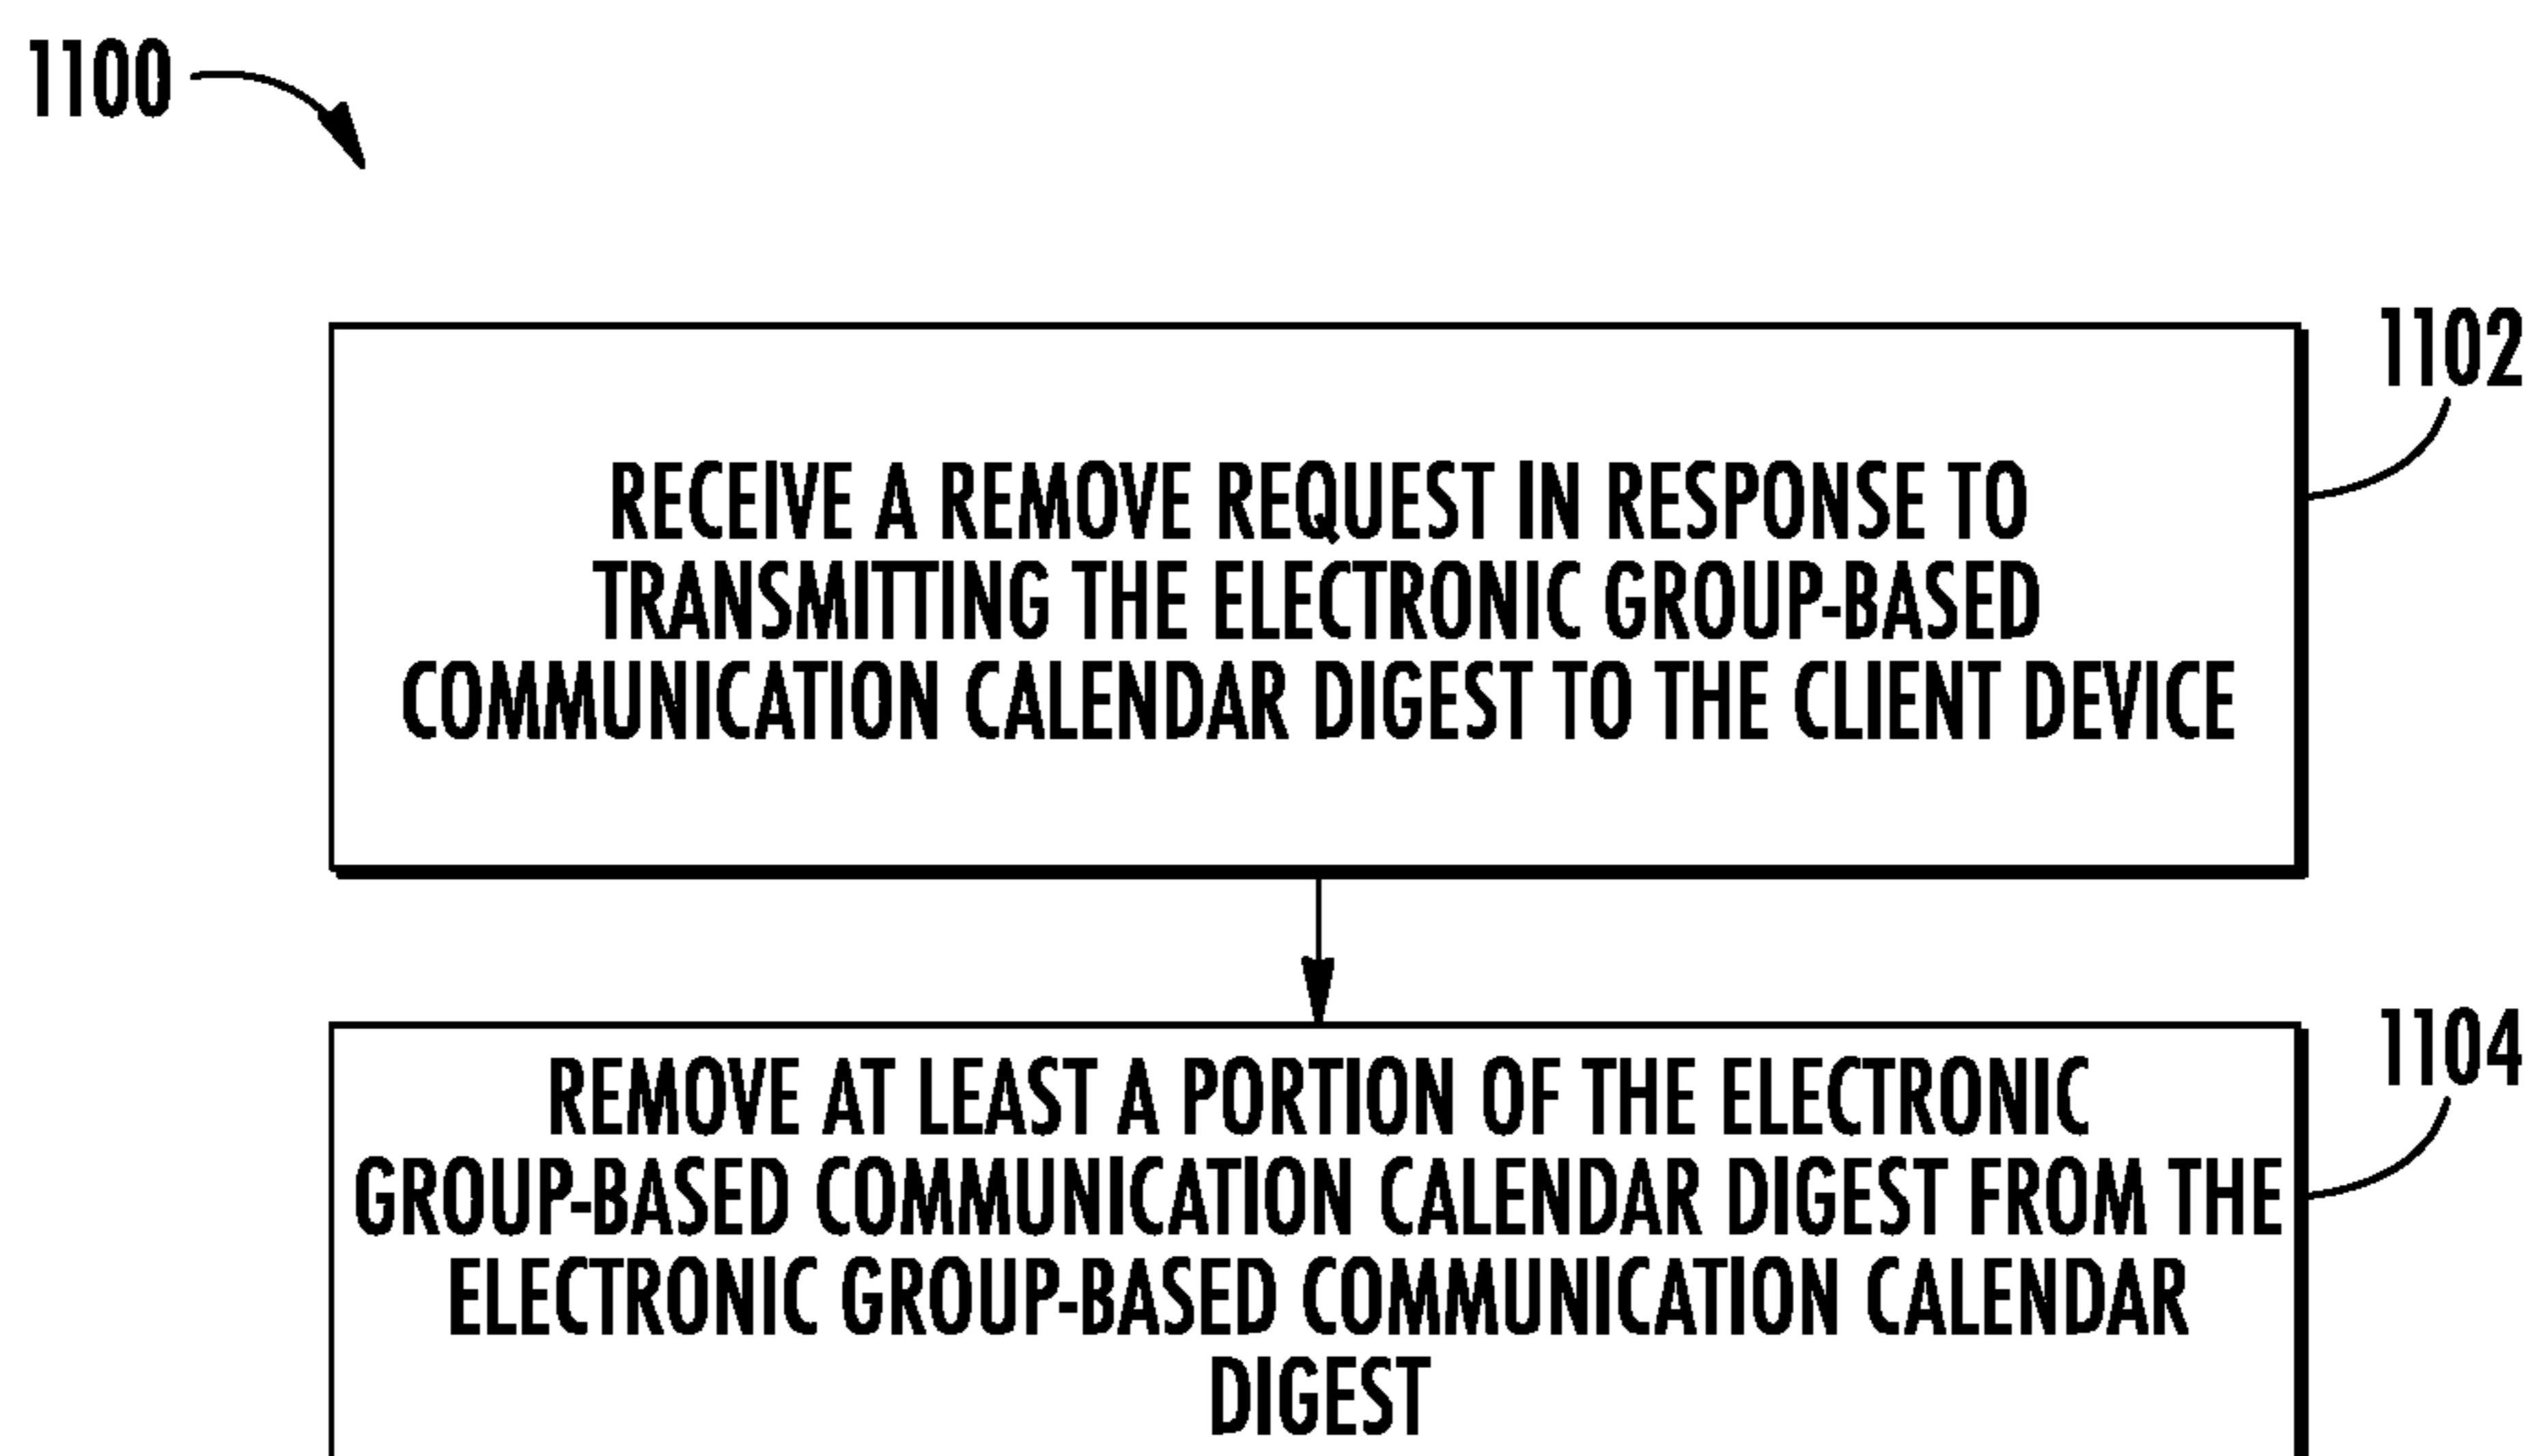 1100
1102
RECEIVE A REMOVE REQUEST IN RESPONSE TO
TRANSMITTING THE ELECTRONIC GROUP-BASED
COMMUNICATION CALENDAR DIGEST TO THE CLIENT DEVICE
1104
REMOVE AT LEAST A PORTION OF THE ELECTRONIC
GROUP-BASED COMMUNICATION CALENDAR DIGEST FROM THE
ELECTRONIC GROUP-BASED COMMUNICATION CALENDAR
DIGEST